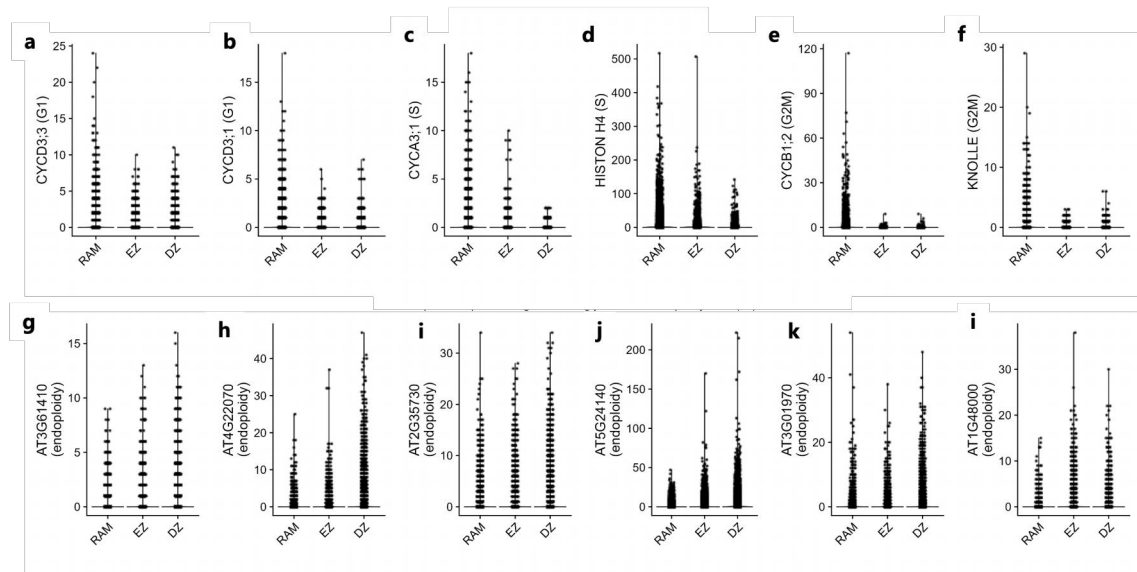 a
b
c
d
e
f
CYCD3;3 (G1)
25
20
15
10
5
0
RAM
EZ
DZ
CYCD3;1 (G1)
15
10
5
0
RAM
EZ
DZ
CYCA3;1 (S)
15
10
5
0
RAM
EZ
DZ
HISTON H4 (S)
500
400
300
200
100
0
RAM
EZ
DZ
CYCB1;2 (G2M)
120
90
60
30
0
RAM
EZ
DZ
KNOLLE (G2M)
30
20
10
0
RAM
EZ
DZ
g
h
i
j
k
i
AT3G61410
(endoploidy)
15
10
5
0
RAM
EZ
DZ
AT4G22070
(endoploidy)
40
30
20
10
0
RAM
EZ
DZ
AT2G35730
(endoploidy)
30
20
10
0
RAM
EZ
DZ
AT5G24140
(endoploidy)
200
150
100
50
0
RAM
EZ
DZ
AT3G01970
(endoploidy)
40
20
0
RAM
EZ
DZ
AT1G48000
(endoploidy)
30
20
10
0
RAM
EZ
DZ